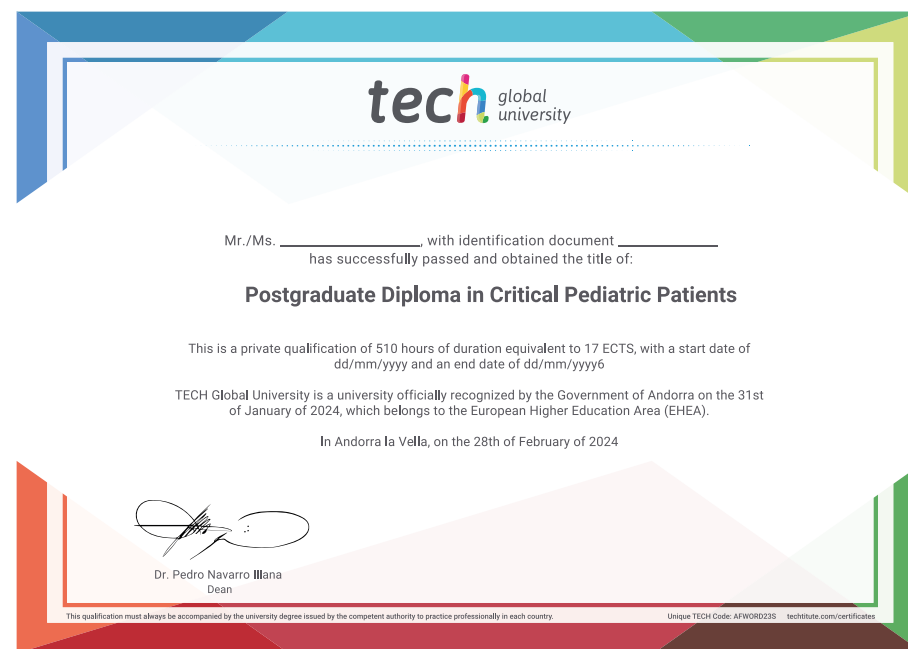 tech global university
Mr./Ms. ____________, with identification document ____________
has successfully passed and obtained the title of:
Postgraduate Diploma in Critical Pediatric Patients
This is a private qualification of 510 hours of duration equivalent to 17 ECTS, with a start date of
dd/mm/yyyy and an end date of dd/mm/yyyy6
TECH Global University is a university officially recognized by the Government of Andorra on the 31st
of January of 2024, which belongs to the European Higher Education Area (EHEA).
In Andorra la Vella, on the 28th of February of 2024
Dr. Pedro Navarro Illana
Dean
This qualification must always be accompanied by the university degree issued by the competent authority to practice professionally in each country.
Unique TECH Code: AFWORD23S techtitute.com/certificates